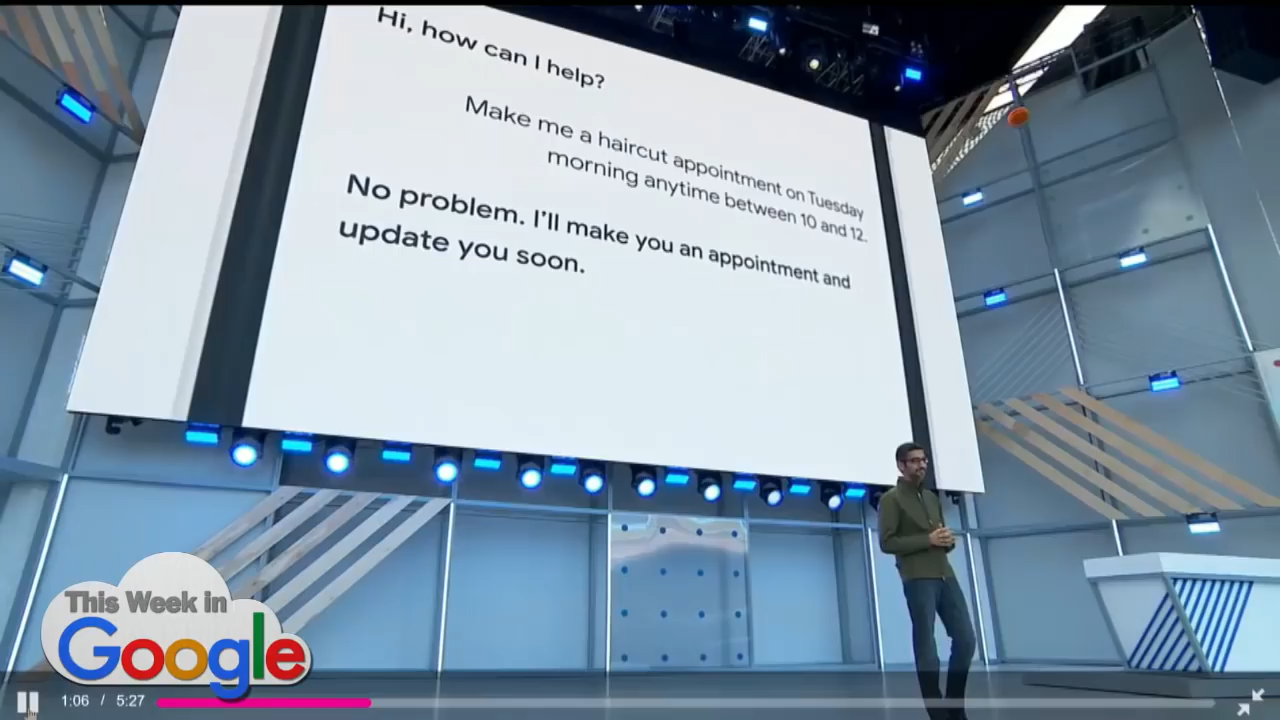 Hi, how can I help?
Make me a haircut appointment on Tuesday
morning anytime between 10 and 12.
No problem. I'll make you an appointment and
update you soon.
This Week in
Google
1:06 / 5:27